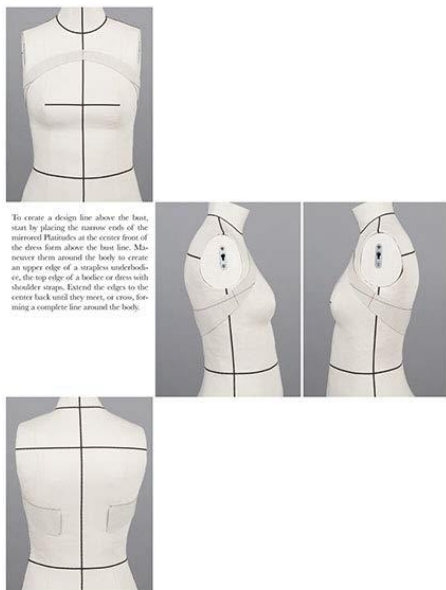 To create a design line above the bust,
start by placing the narrow ends of the
mirrored Platitudes at the center front of
the dress form above the bust line. Ma-
neuver them around the body to create
an upper edge of a strapless underbodi-
ce, the top edge of a bodice or dress with
shoulder straps. Extend the edges to the
center back until they meet, or cross, for-
ming a complete line around the body.